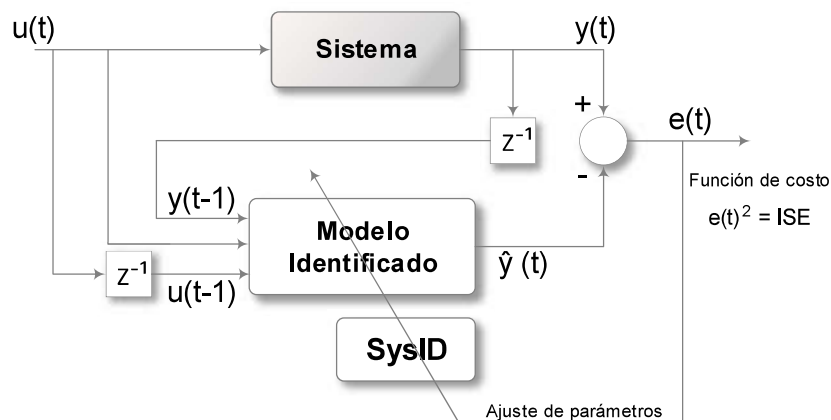 u(t)
Sistema
y(t)
+
e(t)
Z⁻¹
-
Función de costo
y(t-1)
e(t)² = ISE
Modelo
Identificado
ŷ (t)
Z⁻¹
u(t-1)
SysID
Ajuste de parámetros